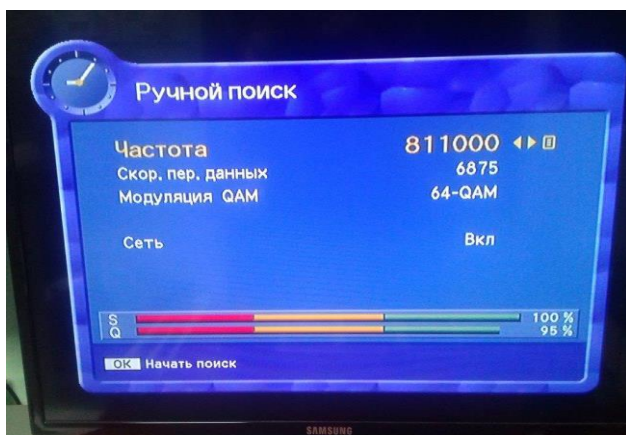 Ручной поиск
Частота 811000
Скор. пер. данных 6875
Модуляция QAM 64-QAM
Сеть Вкл
S 100 %
Q 95 %
OK Начать поиск
SAMSUNG